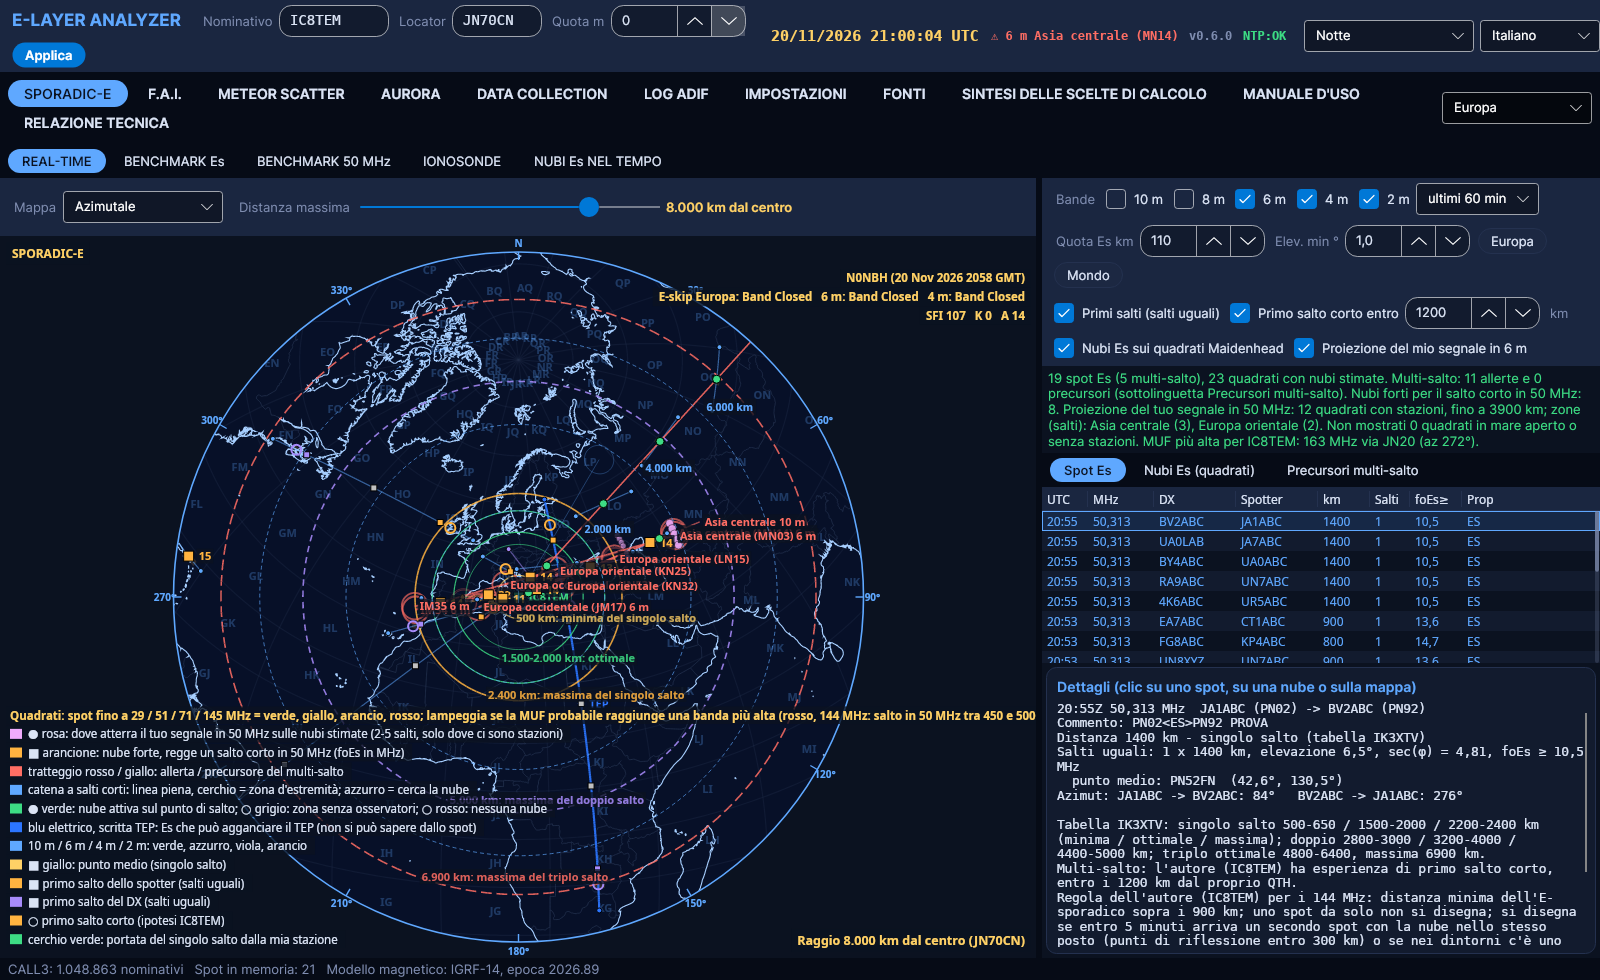 E-LAYER ANALYZER
Nominativo IC8TEM Locator JN70CN Quota m 0
20/11/2026 21:00:04 UTC ⚠ 6 m Asia centrale (MN14) v0.6.0 NTP:OK
Notte
Italiano
Applica
SPORADIC-E F.A.I. METEOR SCATTER AURORA DATA COLLECTION LOG ADIF IMPOSTAZIONI FONTI SINTESI DELLE SCELTE DI CALCOLO MANUALE D'USO
RELAZIONE TECNICA
Europa
REAL-TIME BENCHMARK Es BENCHMARK 50 MHz IONOSONDE NUBI Es NEL TEMPO
Mappa Azimutale Distanza massima 8.000 km dal centro
SPORADIC-E
N
N0NBH (20 Nov 2026 2058 GMT)
E-skip Europa: Band Closed 6 m: Band Closed 4 m: Band Closed
SFI 107 K 0 A 14
330°
300°
60°
6.000 km
4.000 km
2.000 km
Asia centrale 10 m
Asia centrale (MN03) 6 m
14
Europa orientale (LN15)
Europa orientale (KN25)
Europa oc Europa orientale (KN32)
15
270°
90°
IM35 6 m
Europa occidentale (JM17) 6 m
500 km: minima del singolo salto
1.500-2.000 km: ottimale
2.400 km: massima del singolo salto
TEP
Quadrati: spot fino a 29 / 51 / 71 / 145 MHz = verde, giallo, arancio, rosso; lampeggia se la MUF probabile raggiunge una banda più alta (rosso, 144 MHz: salto in 50 MHz tra 450 e 500
● rosa: dove atterra il tuo segnale in 50 MHz sulle nubi stimate (2-5 salti, solo dove ci sono stazioni)
■ arancione: nube forte, regge un salto corto in 50 MHz (foEs in MHz)
tratteggio rosso / giallo: allerta / precursore del multi-salto
catena a salti corti: linea piena, cerchio = zona d'estremità; azzurro = cerca la nube
km: massima del doppio salto
● verde: nube attiva sul punto di salto; ○ grigio: zona senza osservatori; ○ rosso: nessuna nube
blu elettrico, scritta TEP: Es che può agganciare il TEP (non si può sapere dallo spot)
10 m / 6 m / 4 m / 2 m: verde, azzurro, viola, arancio
■ giallo: punto medio (singolo salto)
■ primo salto dello spotter (salti uguali)
■ primo salto del DX (salti uguali)
○ primo salto corto (ipotesi IC8TEM)
cerchio verde: portata del singolo salto dalla mia stazione
6.900 km: massima del triplo salto
120°
150°
210°
180°
Raggio 8.000 km dal centro (JN70CN)
Bande 10 m 8 m 6 m 4 m 2 m ultimi 60 min
Quota Es km 110 Elev. min ° 1,0 Europa
Mondo
Primi salti (salti uguali) Primo salto corto entro 1200 km
Nubi Es sui quadrati Maidenhead Proiezione del mio segnale in 6 m
19 spot Es (5 multi-salto), 23 quadrati con nubi stimate. Multi-salto: 11 allerte e 0
precursori (sottolinguetta Precursori multi-salto). Nubi forti per il salto corto in 50 MHz:
8. Proiezione del tuo segnale in 50 MHz: 12 quadrati con stazioni, fino a 3900 km; zone
(salti): Asia centrale (3), Europa orientale (2). Non mostrati 0 quadrati in mare aperto o
senza stazioni. MUF più alta per IC8TEM: 163 MHz via JN20 (az 272°).
Spot Es Nubi Es (quadrati) Precursori multi-salto
UTC MHz DX Spotter km Salti foEs≥ Prop
20:55 50,313 BV2ABC JA1ABC 1400 1 10,5 ES
20:55 50,313 UA0LAB JA7ABC 1400 1 10,5 ES
20:55 50,313 BY4ABC UA0ABC 1400 1 10,5 ES
20:55 50,313 RA9ABC UN7ABC 1400 1 10,5 ES
20:55 50,313 4K6ABC UR5ABC 1400 1 10,5 ES
20:53 50,313 EA7ABC CT1ABC 900 1 13,6 ES
20:53 50,313 FG8ABC KP4ABC 800 1 14,7 ES
20:53 50,313 UN8XYZ UN7ABC 900 1 13,6 ES
Dettagli (clic su uno spot, su una nube o sulla mappa)
20:55Z 50,313 MHz JA1ABC (PN02) -> BV2ABC (PN92)
Commento: PN02<ES>PN92 PROVA
Distanza 1400 km - singolo salto (tabella IK3XTV)
Salti uguali: 1 x 1400 km, elevazione 6,5°, sec(φ) = 4,81, foEs ≥ 10,5
MHz
punto medio: PN52FN (42,6°, 130,5°)
Azimut: JA1ABC -> BV2ABC: 84° BV2ABC -> JA1ABC: 276°
Tabella IK3XTV: singolo salto 500-650 / 1500-2000 / 2200-2400 km
(minima / ottimale / massima); doppio 2800-3000 / 3200-4000 /
4400-5000 km; triplo ottimale 4800-6400, massima 6900 km.
Multi-salto: l'autore (IC8TEM) ha esperienza di primo salto corto,
entro i 1200 km dal proprio QTH.
Regola dell'autore (IC8TEM) per i 144 MHz: distanza minima dell'E-
sporadico sopra i 900 km; uno spot da solo non si disegna; si disegna
se entro 5 minuti arriva un secondo spot con la nube nello stesso
posto (punti di riflessione entro 300 km) o se nei dintorni c'è uno
CALL3: 1.048.863 nominativi Spot in memoria: 21 Modello magnetico: IGRF-14, epoca 2026.89